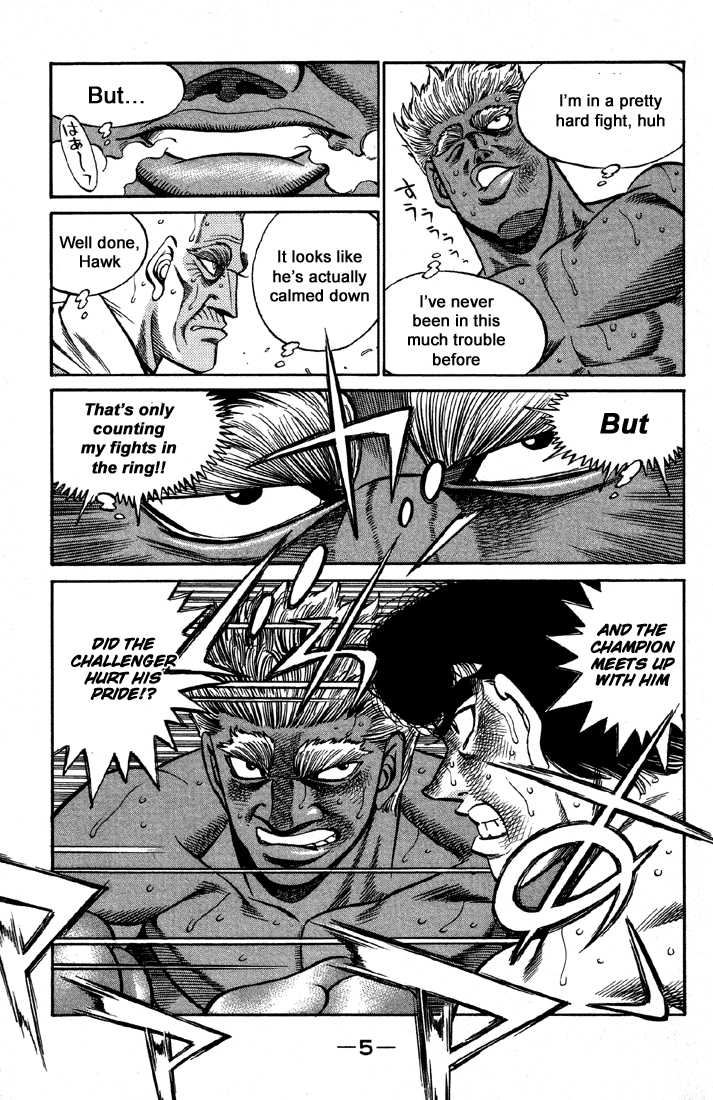 I'm in a pretty
hard fight, huh
I've never
been in this
much trouble
before
But...
はあ〜っ
It looks like
he's actually
calmed down
Well done,
Hawk
But
That's only
counting
my fights in
the ring!!
AND THE
CHAMPION
MEETS UP
WITH HIM
DID THE
CHALLENGER
HURT HIS
PRIDE!?
—5—